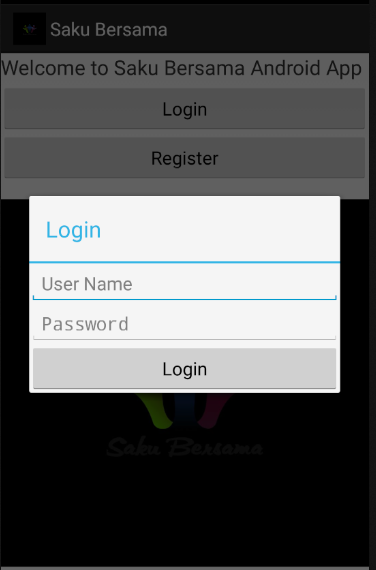 Saku Bersama
Welcome to Saku Bersama Android App
Login
Register
Login
User Name
Password
Login
Saku Bersama